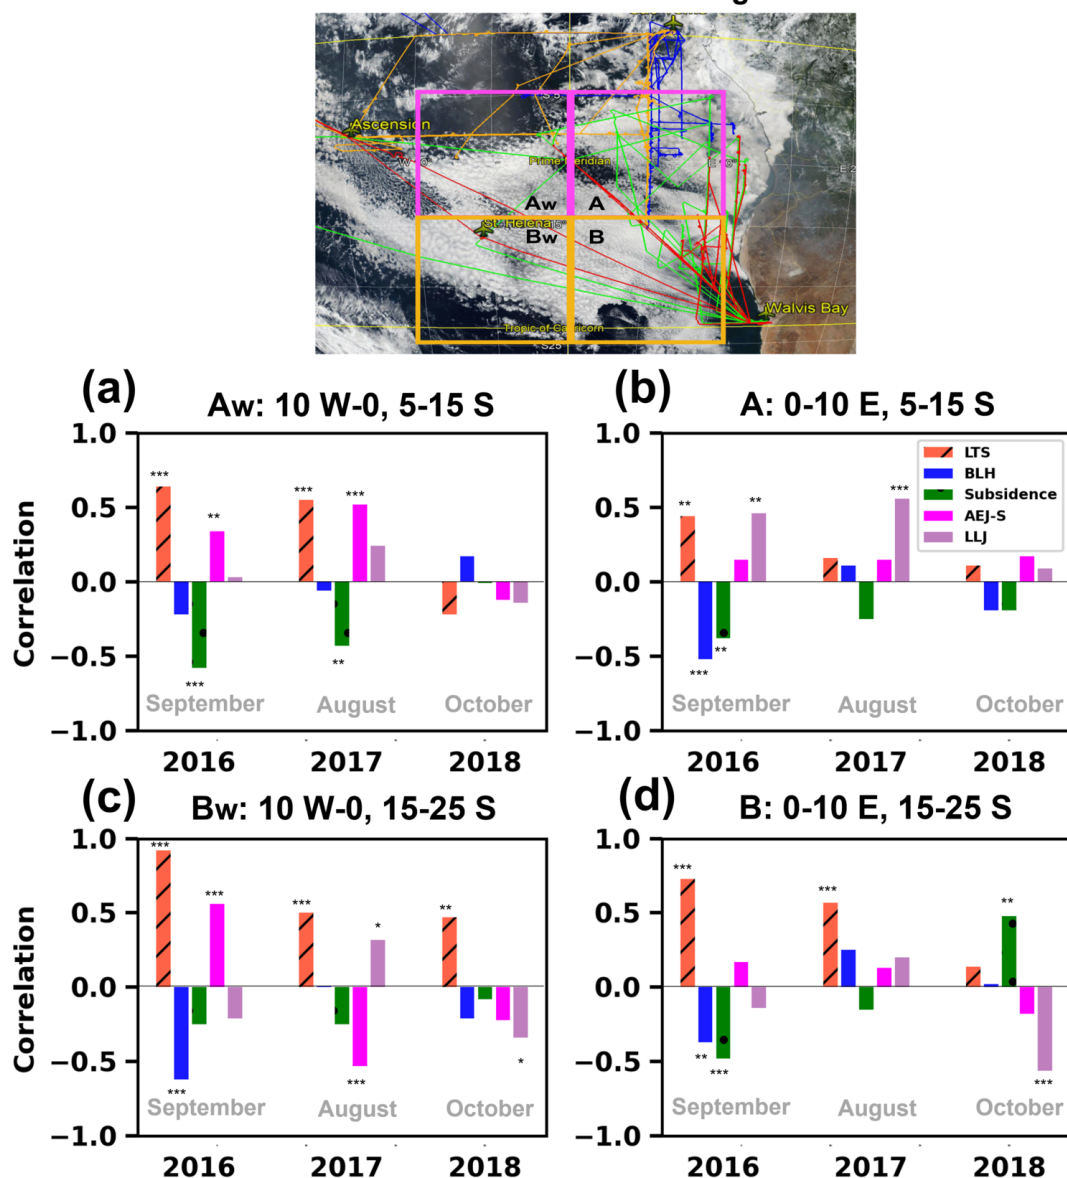 Ascension
Prime Meridian
Aw A
St. Helena
Bw B
Walvis Bay
Tropic of Capricorn
S25
(a) (b)
Aw: 10 W-0, 5-15 S
A: 0-10 E, 5-15 S
1.0
0.5
0.0
−0.5
−1.0
Correlation
*** ** *** *** *** **
September August October
2016 2017 2018
1.0
0.5
0.0
−0.5
−1.0
** ** *** *** **
LTS
BLH
Subsidence
AEJ-S
LLJ
September August October
2016 2017 2018
(c) (d)
Bw: 10 W-0, 15-25 S
B: 0-10 E, 15-25 S
1.0
0.5
0.0
−0.5
−1.0
Correlation
*** *** *** * ** *** *** *
September August October
2016 2017 2018
1.0
0.5
0.0
−0.5
−1.0
*** *** ** ** *** ***
September August October
2016 2017 2018